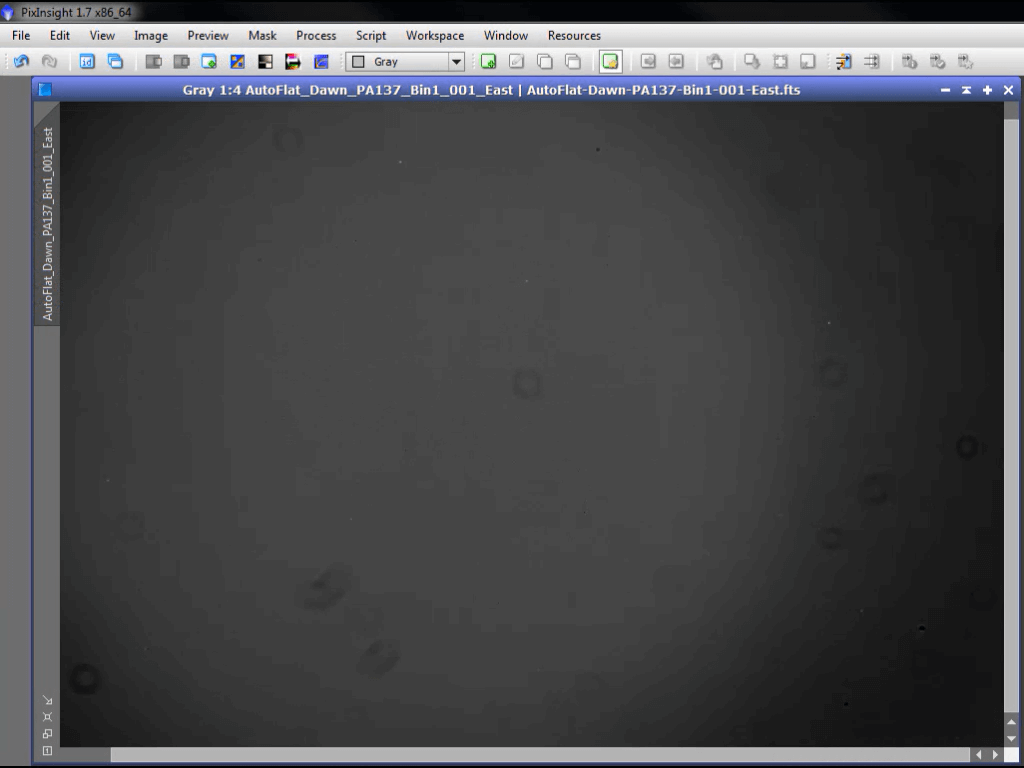 PixInsight 1.7 x86_64
File Edit View Image Preview Mask Process Script Workspace Window Resources
id Gray
Gray 1:4 AutoFlat_Dawn_PA137_Bin1_001_East | AutoFlat-Dawn-PA137-Bin1-001-East.fts
AutoFlat_Dawn_PA137_Bin1_001_East